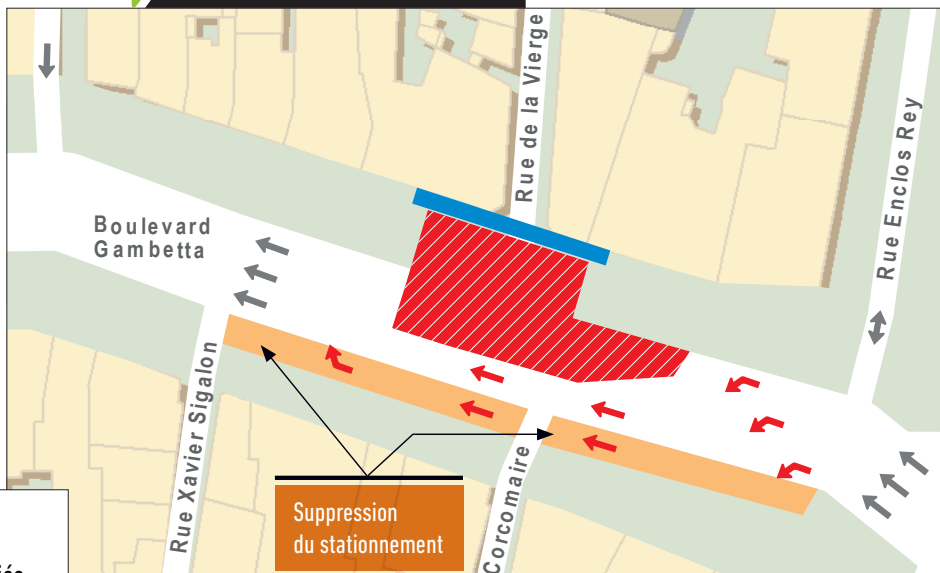 Rue de la Vierge
Rue Enclos Rey
Boulevard
Gambetta
Rue Xavier Sigalon
Corcomaire
Suppression
du stationnement